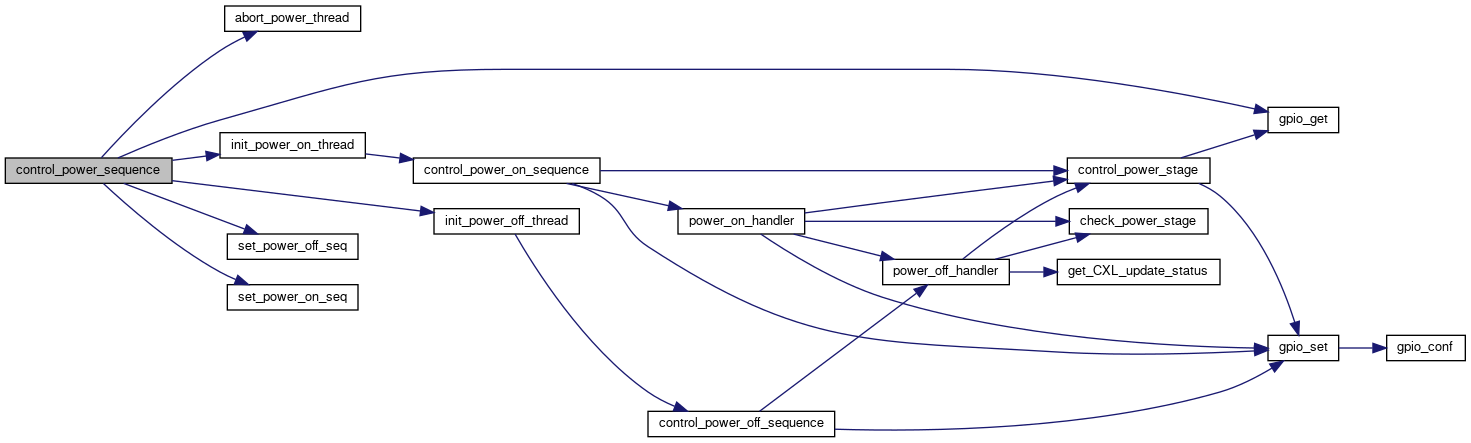 abort_power_thread
gpio_get
init_power_on_thread
control_power_sequence
control_power_on_sequence
control_power_stage
init_power_off_thread
power_on_handler
check_power_stage
set_power_off_seq
power_off_handler
get_CXL_update_status
set_power_on_seq
gpio_set
gpio_conf
control_power_off_sequence